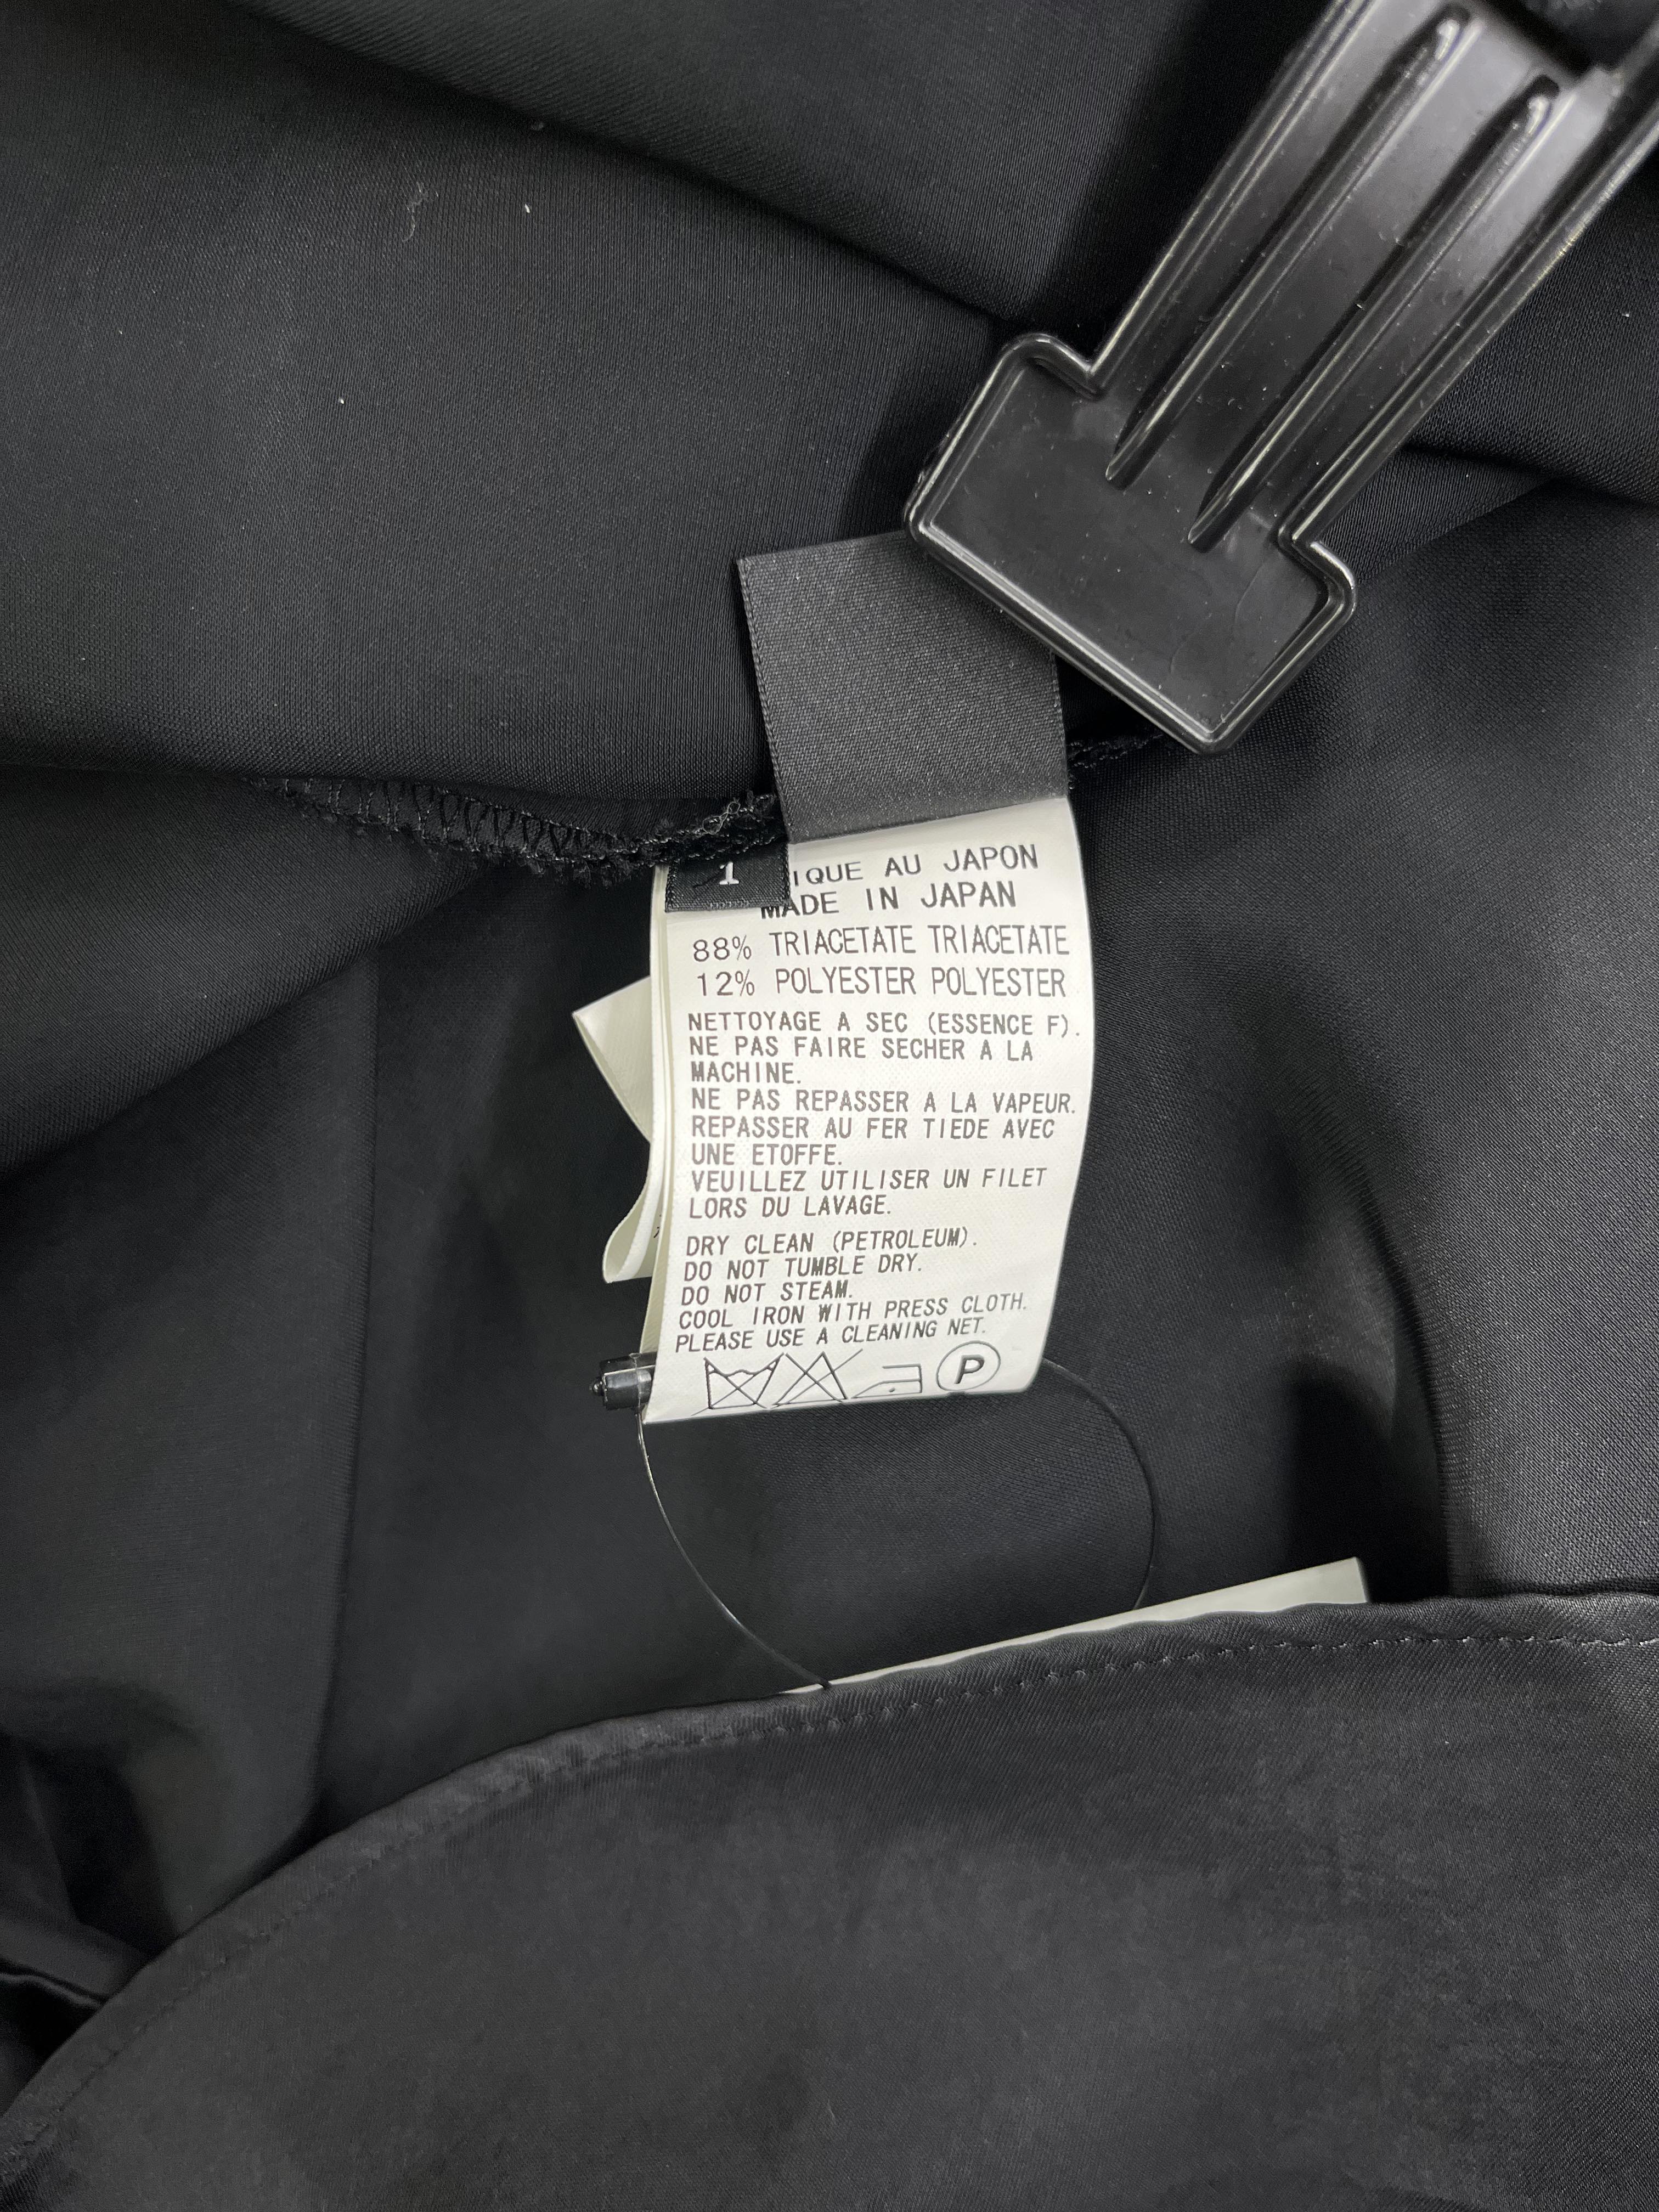 1
IQUE AU JAPON
MADE IN JAPAN
88% TRIACETATE TRIACETATE
12% POLYESTER POLYESTER
NETTOYAGE A SEC (ESSENCE F).
NE PAS FAIRE SECHER A LA
MACHINE.
NE PAS REPASSER A LA VAPEUR.
REPASSER AU FER TIEDE AVEC
UNE ETOFFE.
VEUILLEZ UTILISER UN FILET
LORS DU LAVAGE.
DRY CLEAN (PETROLEUM).
DO NOT TUMBLE DRY.
DO NOT STEAM.
COOL IRON WITH PRESS CLOTH.
PLEASE USE A CLEANING NET.
P